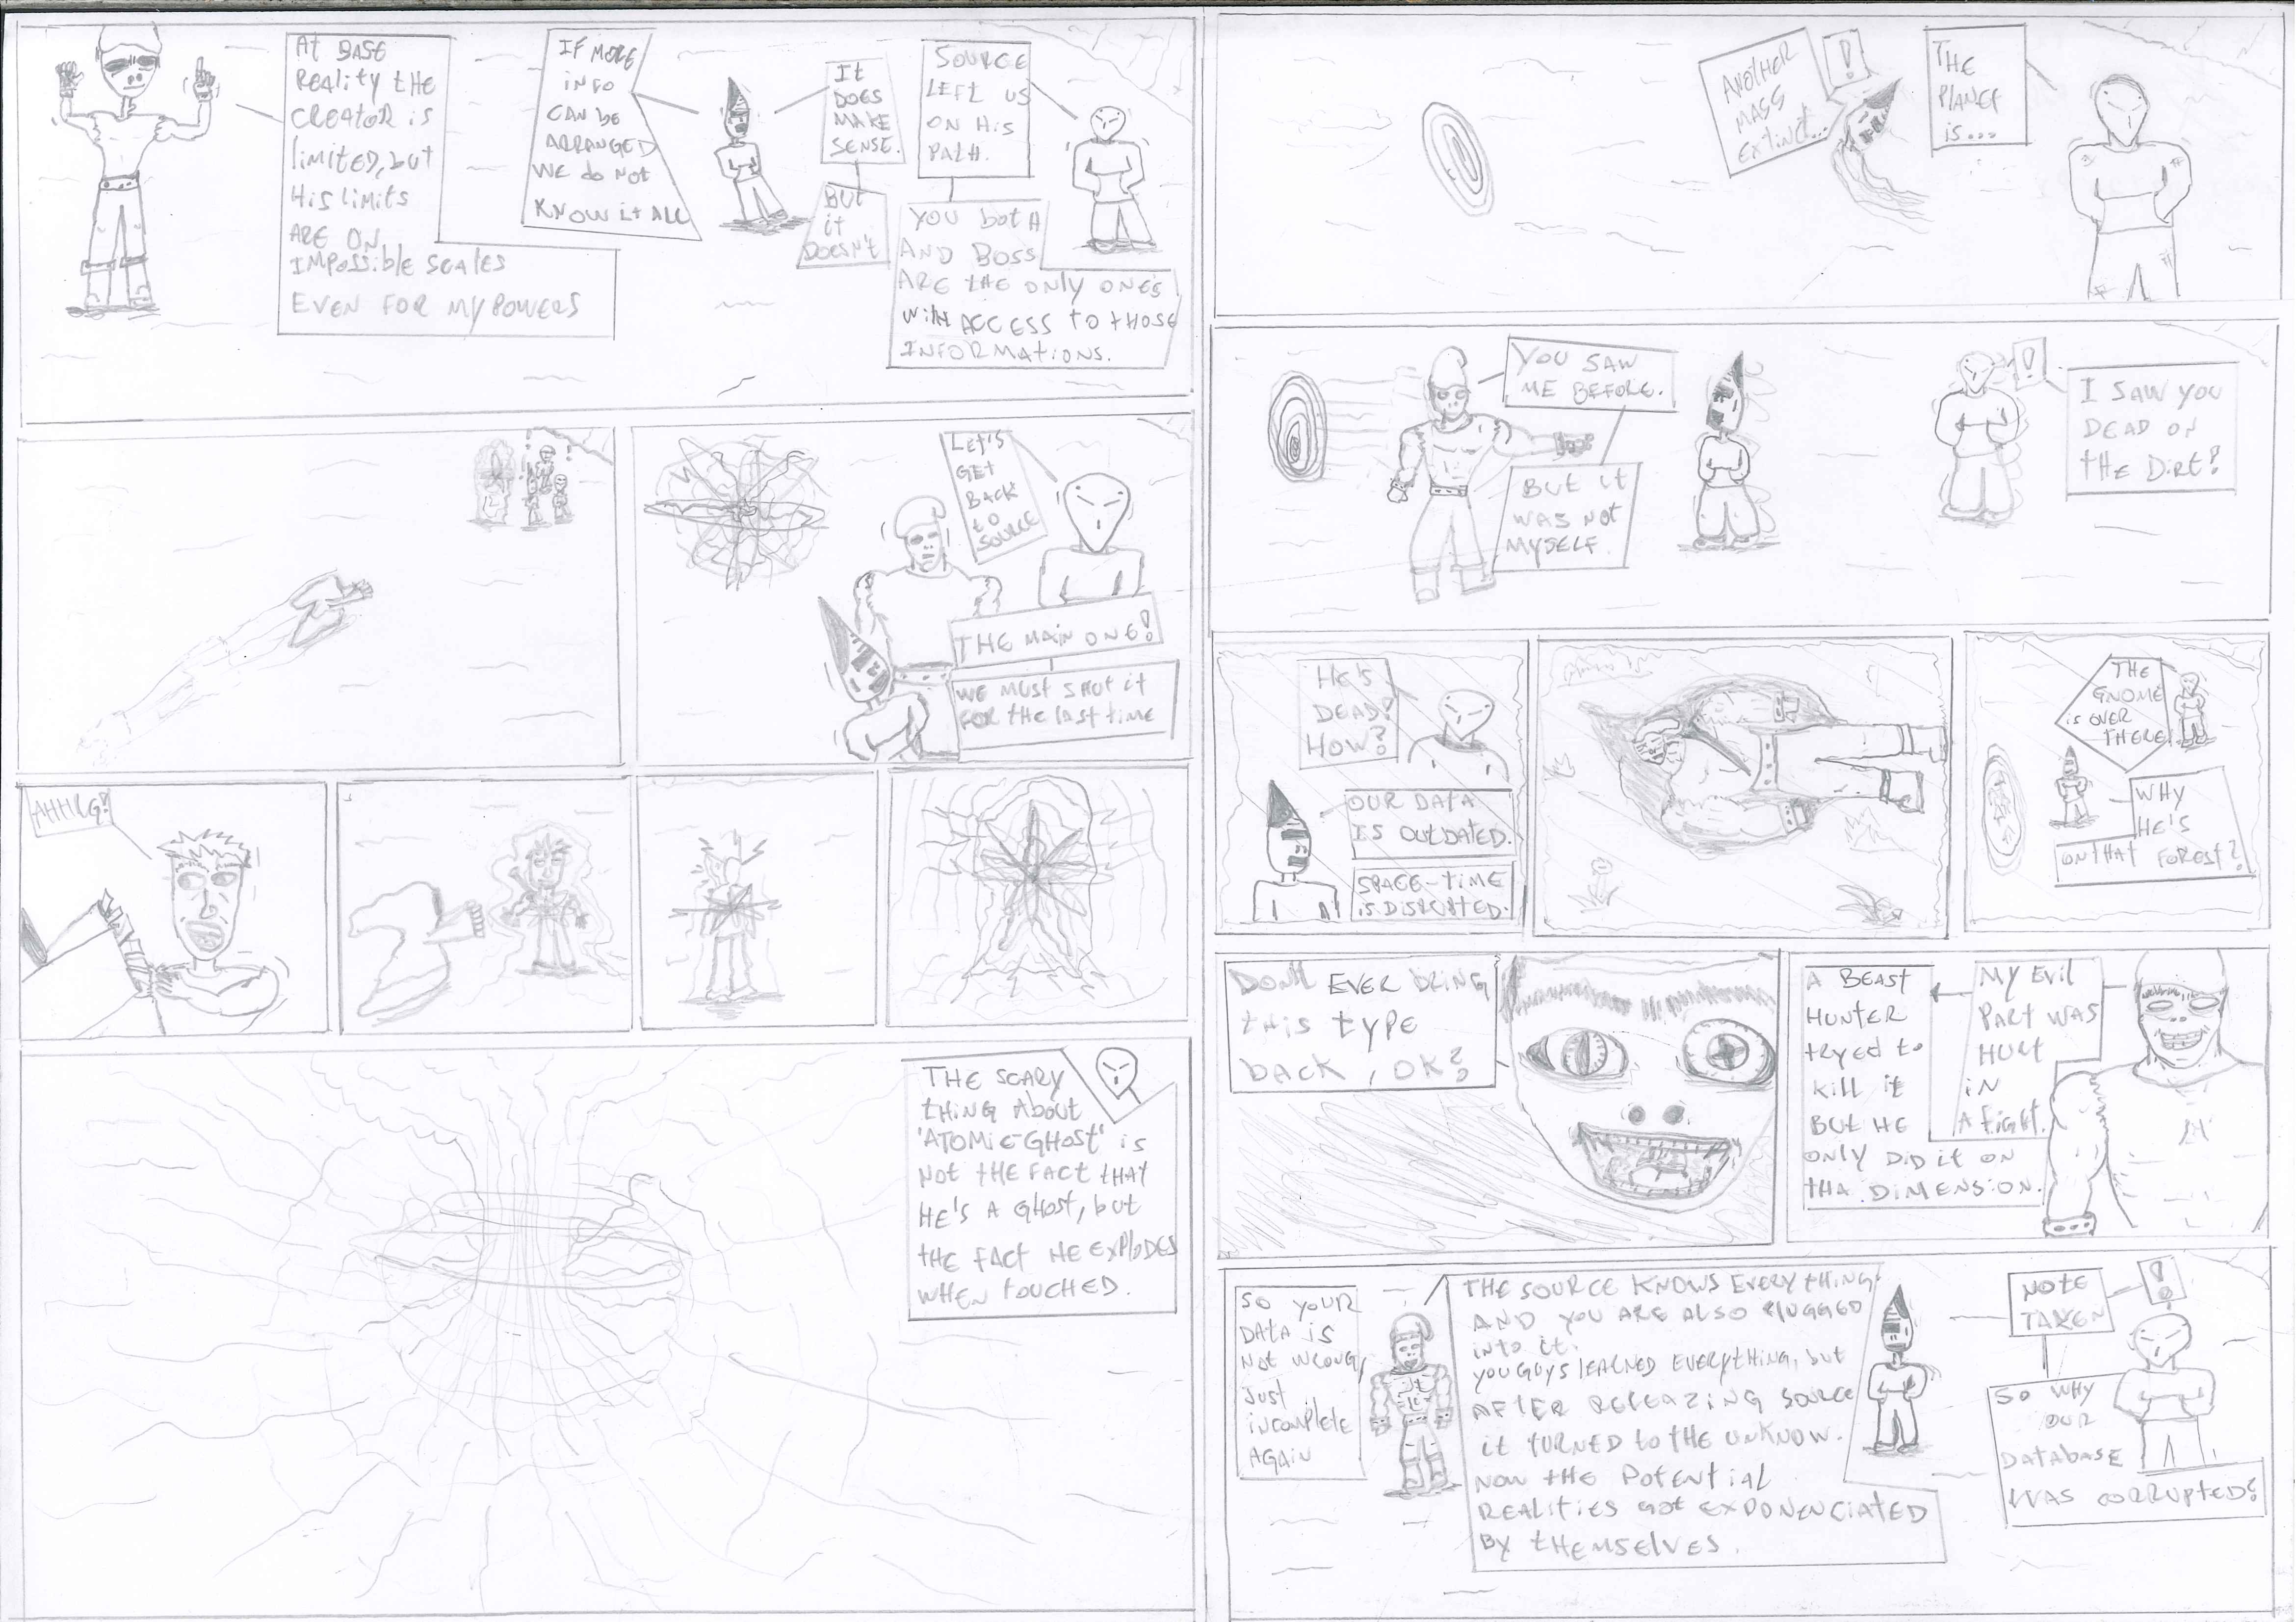 At BASE
REALity tHE
CREATOR is
limitED, but
His limits
ARE ON
IMPOSSiblE SCALES
EVEN FOR MY POWERS
IF MORE
iNFO
CAN bE
ARRANGED
WE do Not
KNOW it ALL
It
DOES
MAKE
SENSE.
BUt
it
DOESN't
SOURCE
LEFt US
ON His
PATH.
YOU botH
AND BOSS
ARE tHE ONly ONE'S
WitH ACCESS TO tHOSE
INFORMAtiONS.
LEt'S
GEt
BACK
to
SOURCE
THE MAIN ONE!
WE MUSt SHUt it
FOR tHE lASt timE
AHHRG!
THE SCARY
tHiNG About
'ATOMiC-GHOSt' is
NOt tHE FACt tHAt
HE'S A GHOSt, but
tHE FACt HE EXPlODES
WHEN tOUCHED.
ANOtHER
MASS
EXtiNCt...
!
THE
PLANEt
iS...
YOU SAW
ME BEFORE.
BUt it
WAS NOt
MYSELF.
!
I SAW YOU
DEAD ON
tHE DiRt?
HE'S
DEAD?
HOW?
OUR DATA
IS OUtDAtED.
SPACE-tiME
iS DiSRUPtED.
THE
GNOME
is OVER
tHERE!
WHY
HE'S
ON tHAt FORESt?
DONt EVER bRiNG
tHiS tYPE
bACK, OK?
MY EVil
PARt WAS
HURt
iN
A FiGHt.
A BEASt
HUNtER
tRYED to
Kill it
BUt HE
ONLY DiD it ON
tHA DiMENSiON.
SO YOUR
DAtA iS
NOt WRONG,
JUSt
iNCOMPlEtE
AGAiN
THE SOURCE KNOWS EVERYtHiNG
AND YOU ARE AlSO PlUGGED
iNtO it.
YOU GUYS lEARNED EVERYtHiNG, but
AFtER RElEAZiNG SOURCE
it tURNED tO tHE UNKNOW.
NOW tHE POtENtiAl
REALitiES GOt EXPONENCiAtED
BY tHEMSElVES.
NOtE
TAKEN
!
SO WHY
OUR
DAtAbASE
WAS CORRUPtED?